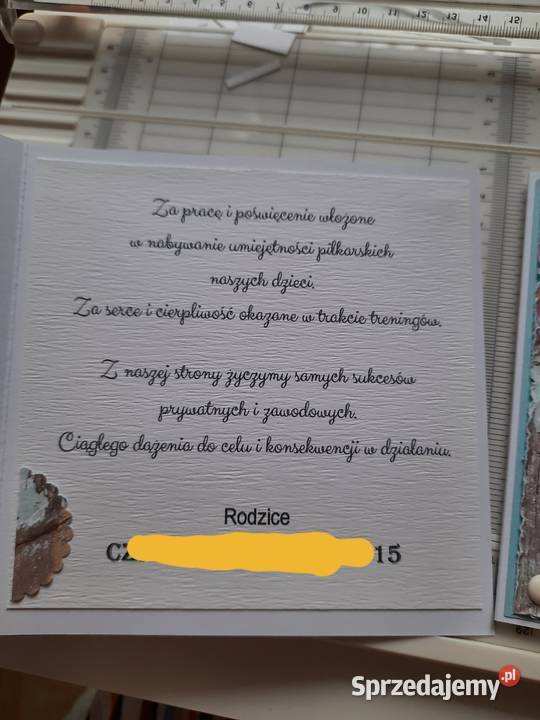 Za pracę i poświęcenie włożone
w nabywanie umiejętności piłkarskich
naszych dzieci.
Za serce i cierpliwość okazane w trakcie treningów.
Z naszej strony życzymy samych sukcesów
prywatnych i zawodowych.
Ciągłego dążenia do celu i konsekwencji w działaniu.
Rodzice
CZ 15
Sprzedajemy.pl